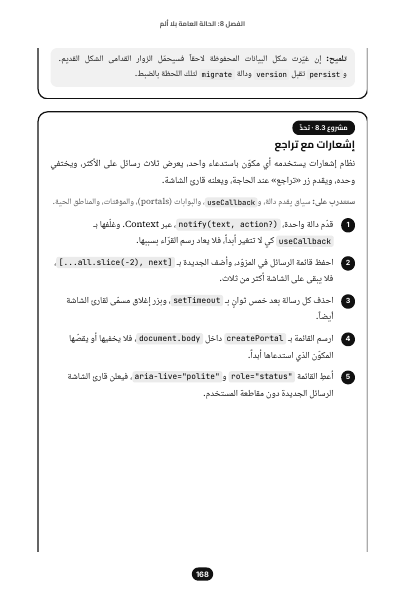 الفصل 8: الحالة العامة بلا ألم
تلميح: إن غيّرت شكل البيانات المحفوظة لاحقاً فسيحمّل الزوار القدامى الشكل القديم.
و persist تقبل version ودالة migrate لتلك اللحظة بالضبط.
مشروع 8.3 · تحدٍّ
إشعارات مع تراجع
نظام إشعارات يستخدمه أي مكوّن باستدعاء واحد، يعرض ثلاث رسائل على الأكثر، ويختفي
وحده، ويقدم زر «تراجع» عند الحاجة، ويعلنه قارئ الشاشة.
ستتدرب على: سياق يقدم دالة، و useCallback، والبوابات (portals)، والمؤقتات، والمناطق الحية.
1 قدّم دالة واحدة، notify(text, action?)، عبر Context. وغلّفها بـ
useCallback كي لا تتغير أبداً، فلا يعاد رسم القرّاء بسببها.
2 احفظ قائمة الرسائل في المزوّد، وأضف الجديدة بـ [...all.slice(-2), next]،
فلا يبقى على الشاشة أكثر من ثلاث.
3 احذف كل رسالة بعد خمس ثوانٍ بـ setTimeout، وبزر إغلاق مسمّى لقارئ الشاشة
أيضاً.
4 ارسم القائمة بـ createPortal داخل document.body، فلا يخفيها أو يقصّها
المكوّن الذي استدعاها أبداً.
5 أعطِ القائمة role="status" و aria-live="polite"، فيعلن قارئ الشاشة
الرسائل الجديدة دون مقاطعة المستخدم.
168